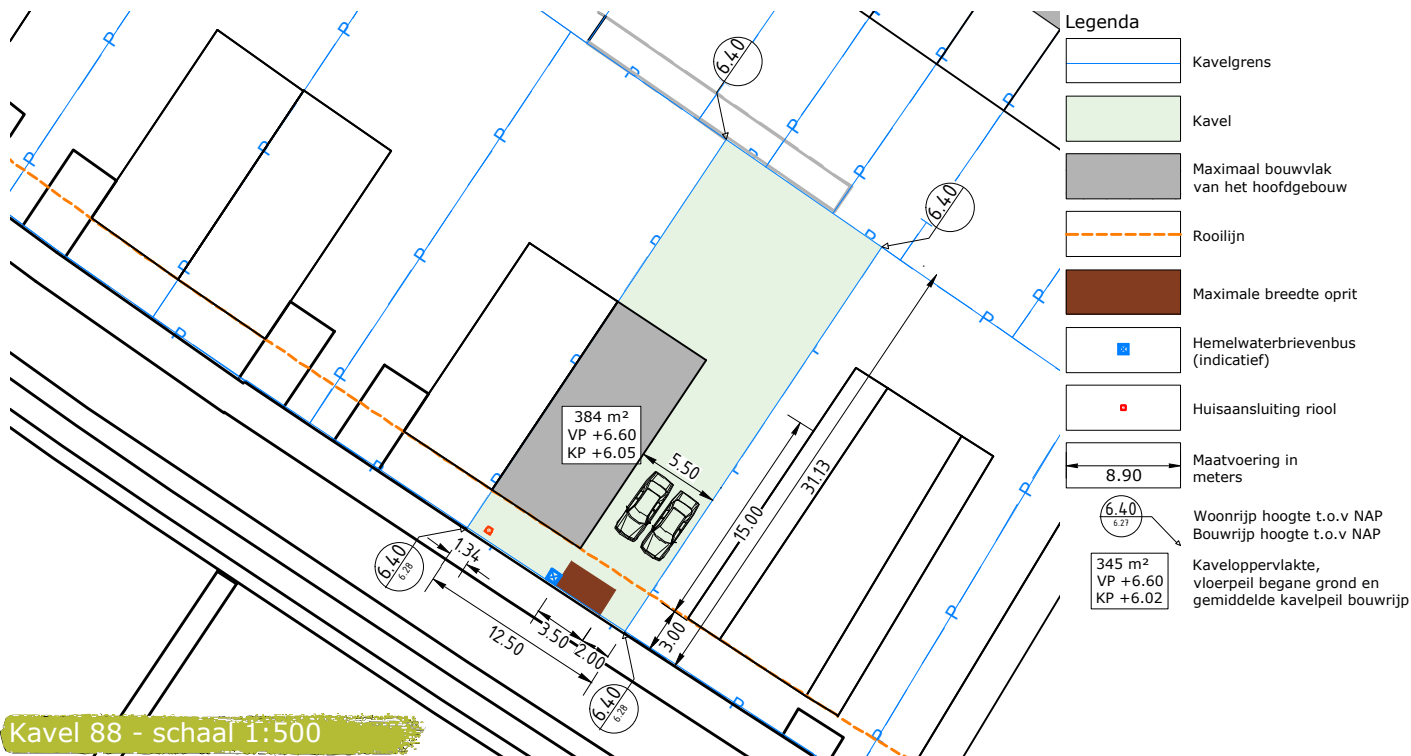 Legenda
Kavelgrens
Kavel
Maximaal bouwvlak
van het hoofdgebouw
Rooilijn
Maximale breedte oprit
Hemelwaterbrievenbus
(indicatief)
Huisaansluiting riool
8.90
Maatvoering in
meters
6.40
6.27
Woonrijp hoogte t.o.v NAP
Bouwrijp hoogte t.o.v NAP
345 m²
VP +6.60
KP +6.02
Kaveloppervlakte,
vloerpeil begane grond en
gemiddelde kavelpeil bouwrijp
6.40
6.40
384 m²
VP +6.60
KP +6.05
5.50
15.00
31.13
6.40
6.28
1.34
12.50
3.50
2.00
3.00
6.40
6.28
Kavel 88 - schaal 1:500